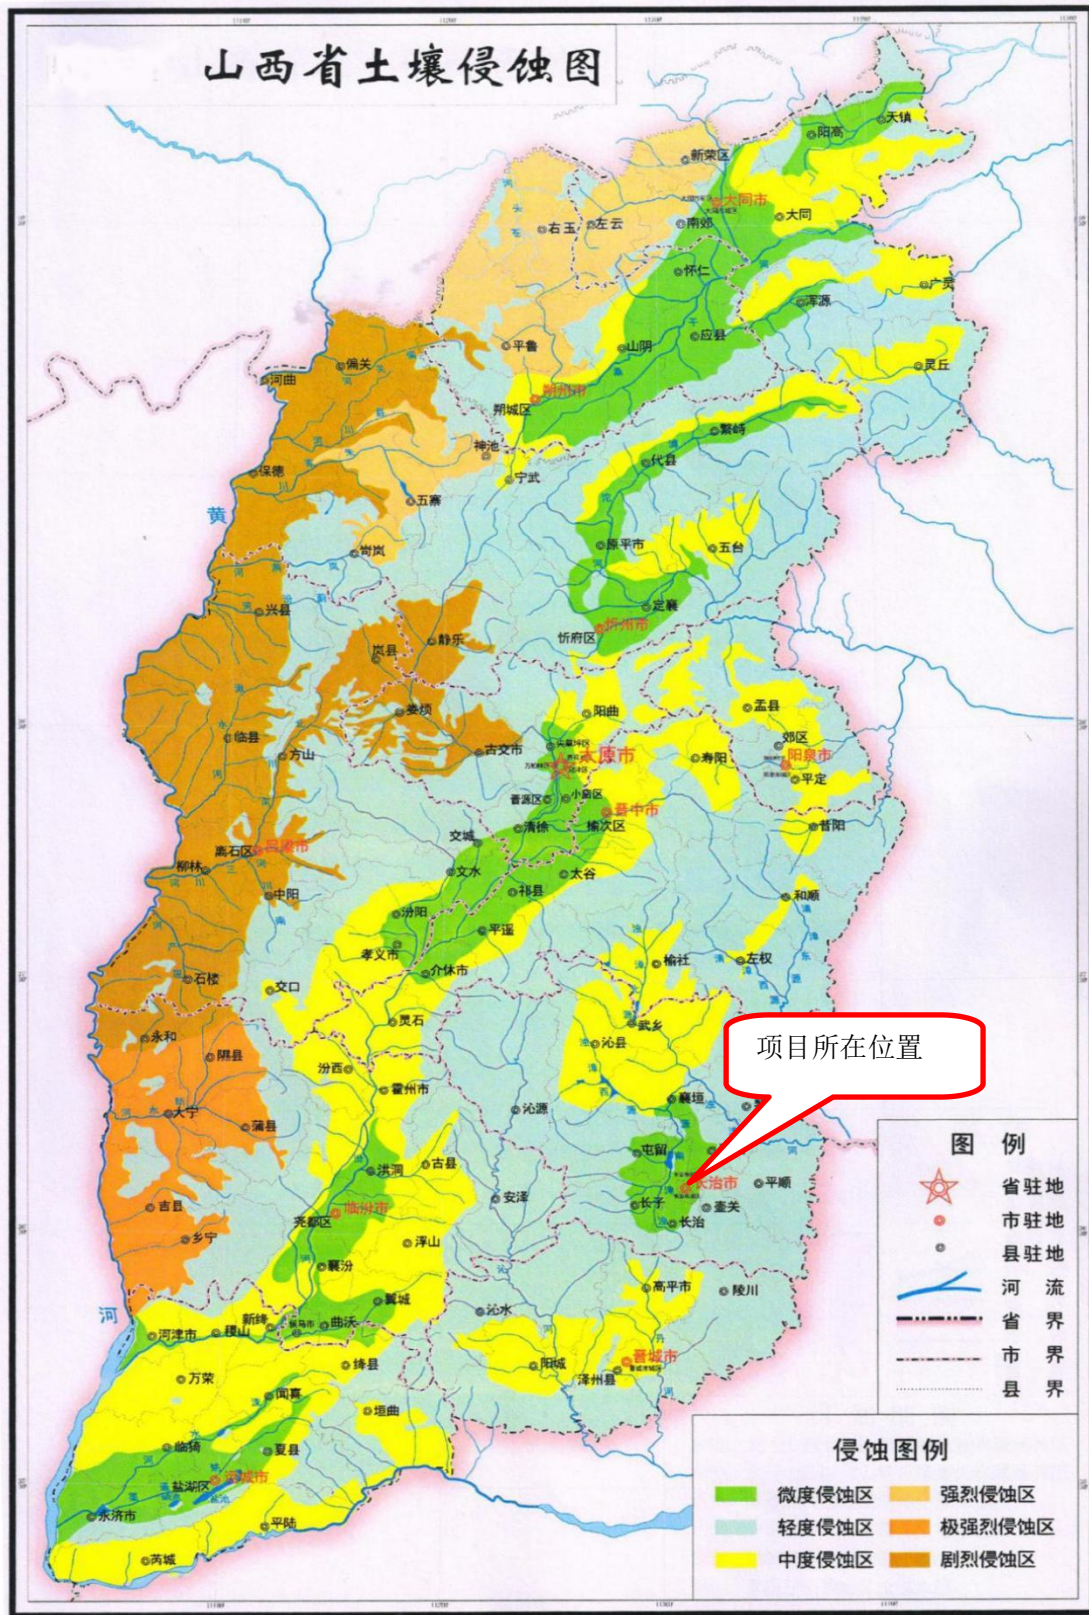 山西省土壤侵蚀图
天镇
阳高
新荣区
大同市
大同
南郊
左云
右玉
怀仁
广灵
浑源
应县
山阴
平鲁
灵丘
偏关
河曲
朔州市
朔城区
繁峙
神池
代县
宁武
保德
五寨
黄
原平市
五台
岢岚
定襄
兴县
忻州市
忻府区
静乐
岚县
盂县
娄烦
阳曲
临县
方山
古交市
尖草坪区
太原市
郊区
阳泉市
寿阳
平定
晋源区
小店区
晋中市
榆次区
清徐
昔阳
交城
离石区
吕梁市
柳林
文水
太谷
祁县
中阳
和顺
汾阳
平遥
孝义市
介休市
榆社
左权
石楼
交口
灵石
武乡
永和
沁县
隰县
汾西
霍州市
项目所在位置
襄垣
大宁
沁源
蒲县
屯留
洪洞
古县
长治市
平顺
安泽
长子
壶关
吉县
临汾市
尧都区
长治
乡宁
浮山
襄汾
高平市
陵川
翼城
沁水
河
新绛
侯马市
曲沃
河津市
稷山
晋城市
绛县
阳城
泽州县
万荣
闻喜
垣曲
临猗
夏县
运城市
盐湖区
永济市
平陆
芮城
图 例
省驻地
市驻地
县驻地
河 流
省 界
市 界
县 界
侵蚀图例
微度侵蚀区
强烈侵蚀区
轻度侵蚀区
极强烈侵蚀区
中度侵蚀区
剧烈侵蚀区